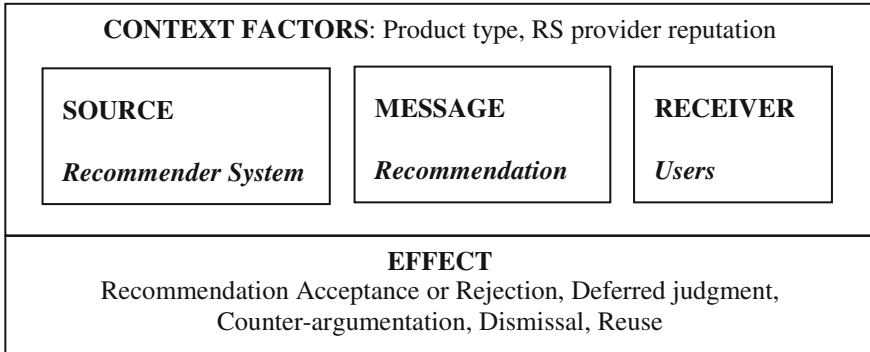 CONTEXT FACTORS: Product type, RS provider reputation
SOURCE
Recommender System
MESSAGE
Recommendation
RECEIVER
Users
EFFECT
Recommendation Acceptance or Rejection, Deferred judgment,
Counter-argumentation, Dismissal, Reuse